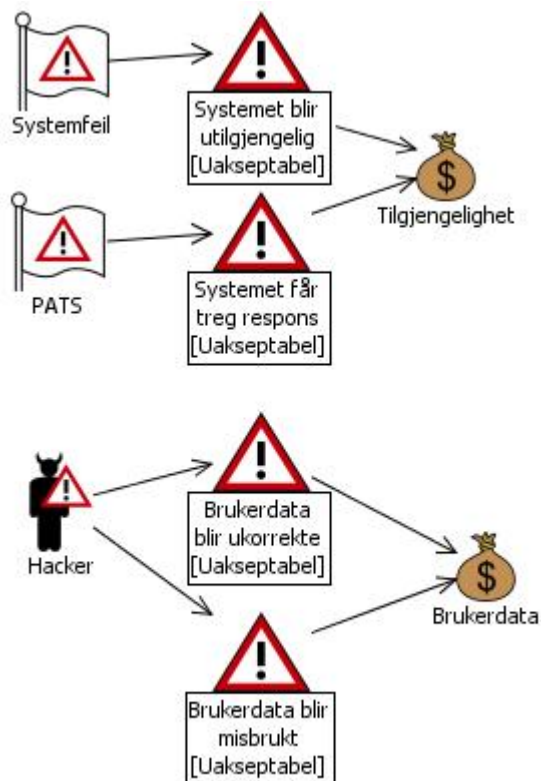 Systemfeil
Systemet blir
utilgjengelig
[Uakseptabel]
$
Tilgjengelighet
PATS
Systemet får
treg respons
[Uakseptabel]
Hacker
Brukerdata
blir ukorrekte
[Uakseptabel]
$
Brukerdata
Brukerdata blir
misbrukt
[Uakseptabel]